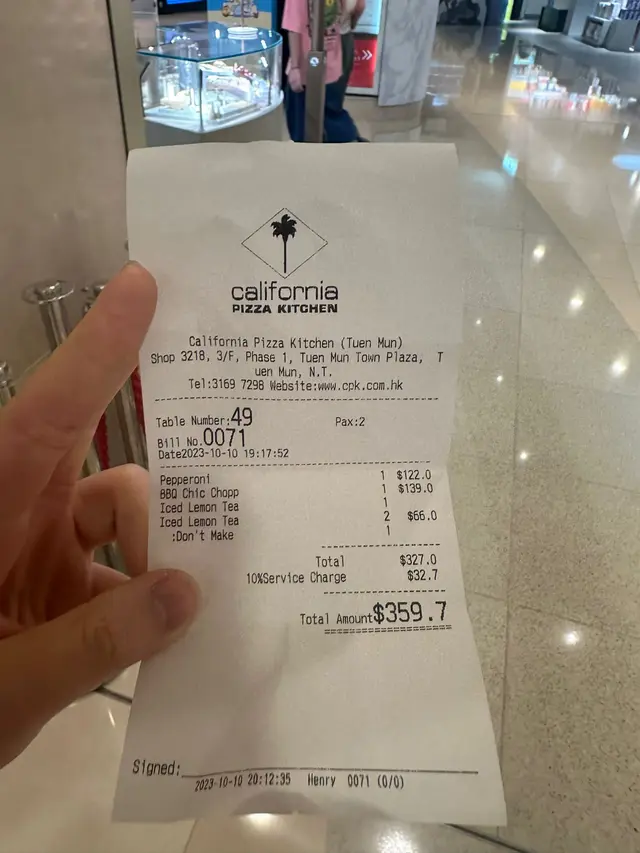 california
PIZZA KITCHEN
California Pizza Kitchen (Tuen Mun)
Shop 3218, 3/F, Phase 1, Tuen Mun Town Plaza, T
uen Mun, N.T.
Tel:3169 7298 Website:www.cpk.com.hk
Table Number:49 Pax:2
Bill No.0071
Date2023-10-10 19:17:52
Pepperoni 1 $122.0
BBQ Chic Chopp 1 $139.0
Iced Lemon Tea 1
Iced Lemon Tea 2 $66.0
:Don't Make 1
Total $327.0
10%Service Charge $32.7
Total Amount$359.7
Signed:
2023-10-10 20:12:35 Henry 0071 (0/0)